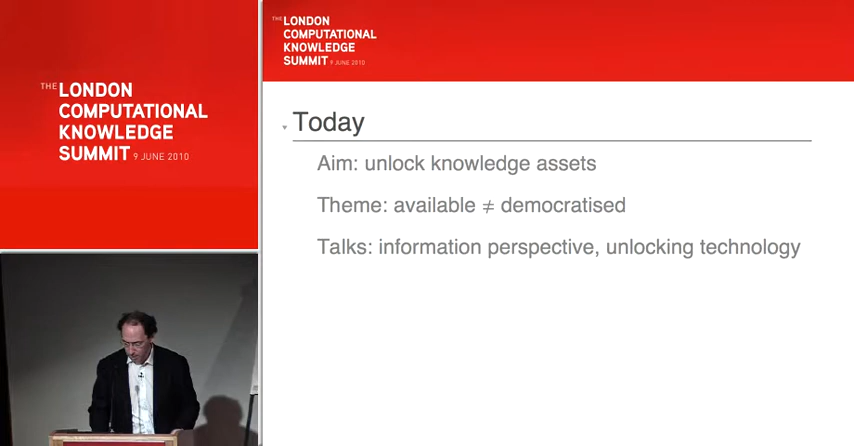 THE LONDON
COMPUTATIONAL
KNOWLEDGE
SUMMIT 9 JUNE 2010
THE LONDON
COMPUTATIONAL
KNOWLEDGE
SUMMIT 9 JUNE 2010
Today
Aim: unlock knowledge assets
Theme: available ≠ democratised
Talks: information perspective, unlocking technology